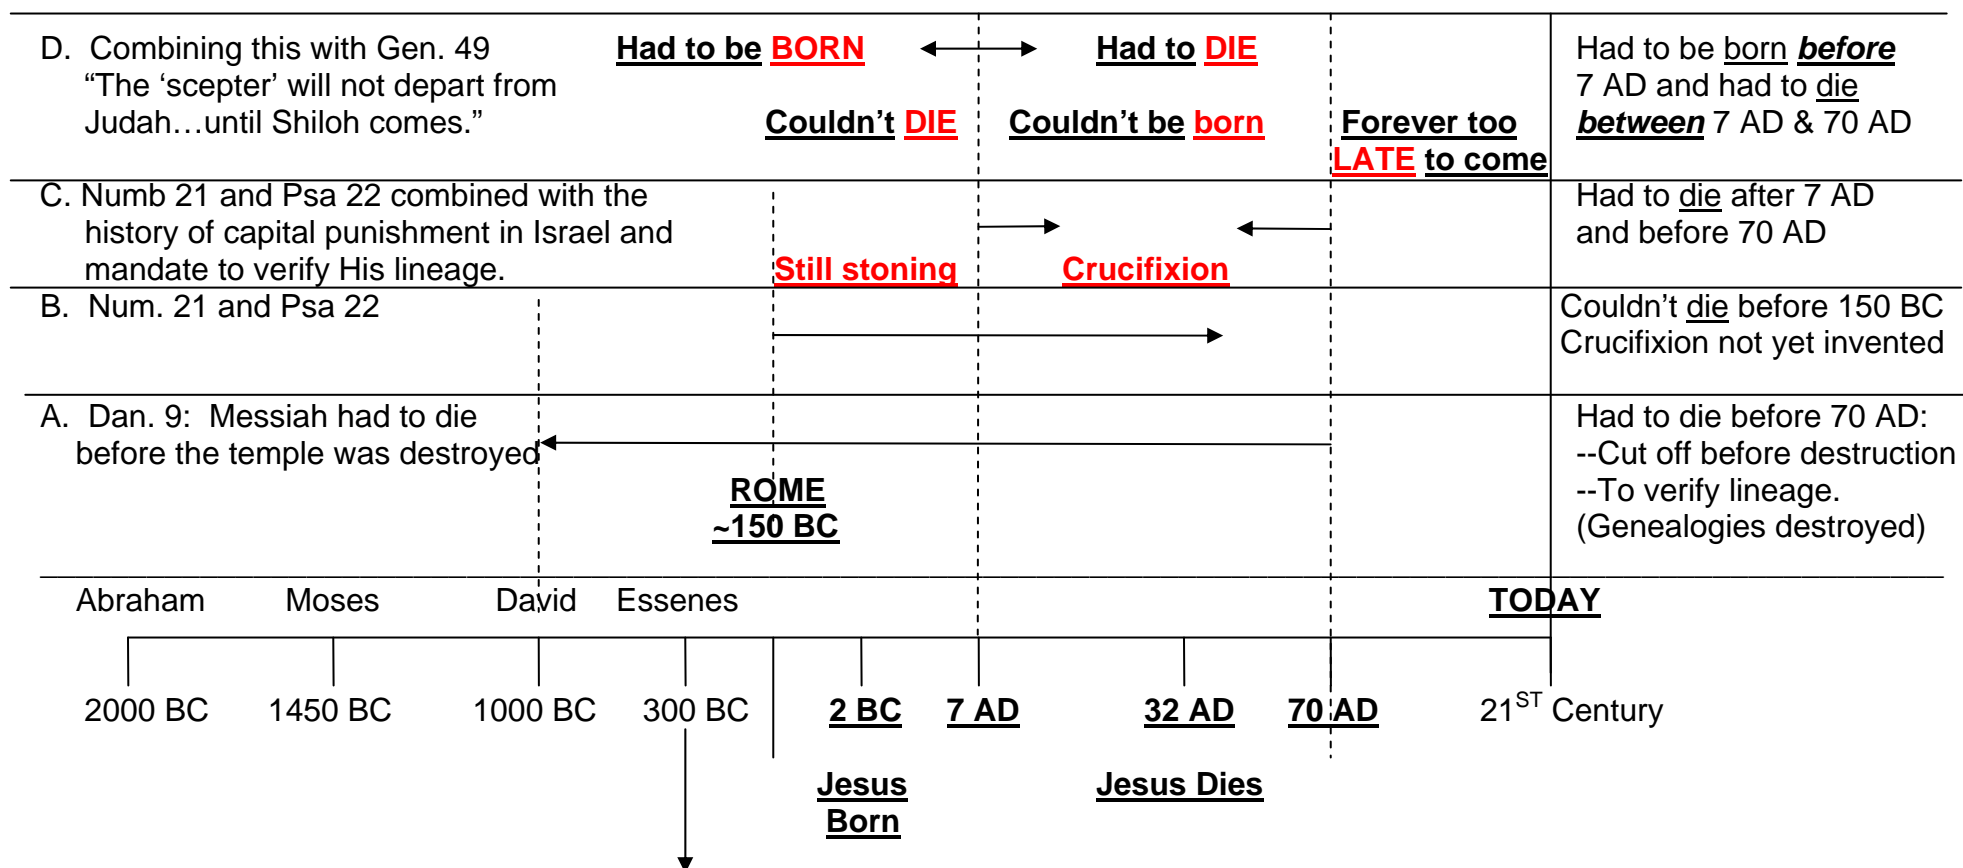 D. Combining this with Gen. 49
“The ‘scepter’ will not depart from
Judah…until Shiloh comes.”
Had to be BORN
Had to DIE
Couldn’t DIE
Couldn’t be born
Forever too
LATE to come
Had to be born before
7 AD and had to die
between 7 AD & 70 AD
C. Numb 21 and Psa 22 combined with the
history of capital punishment in Israel and
mandate to verify His lineage.
Still stoning
Crucifixion
Had to die after 7 AD
and before 70 AD
B. Num. 21 and Psa 22
Couldn’t die before 150 BC
Crucifixion not yet invented
A. Dan. 9: Messiah had to die
before the temple was destroyed
ROME
~150 BC
Had to die before 70 AD:
--Cut off before destruction
--To verify lineage.
(Genealogies destroyed)
Abraham Moses David Essenes TODAY
2000 BC 1450 BC 1000 BC 300 BC 2 BC 7 AD 32 AD 70 AD 21ST Century
Jesus
Born
Jesus Dies